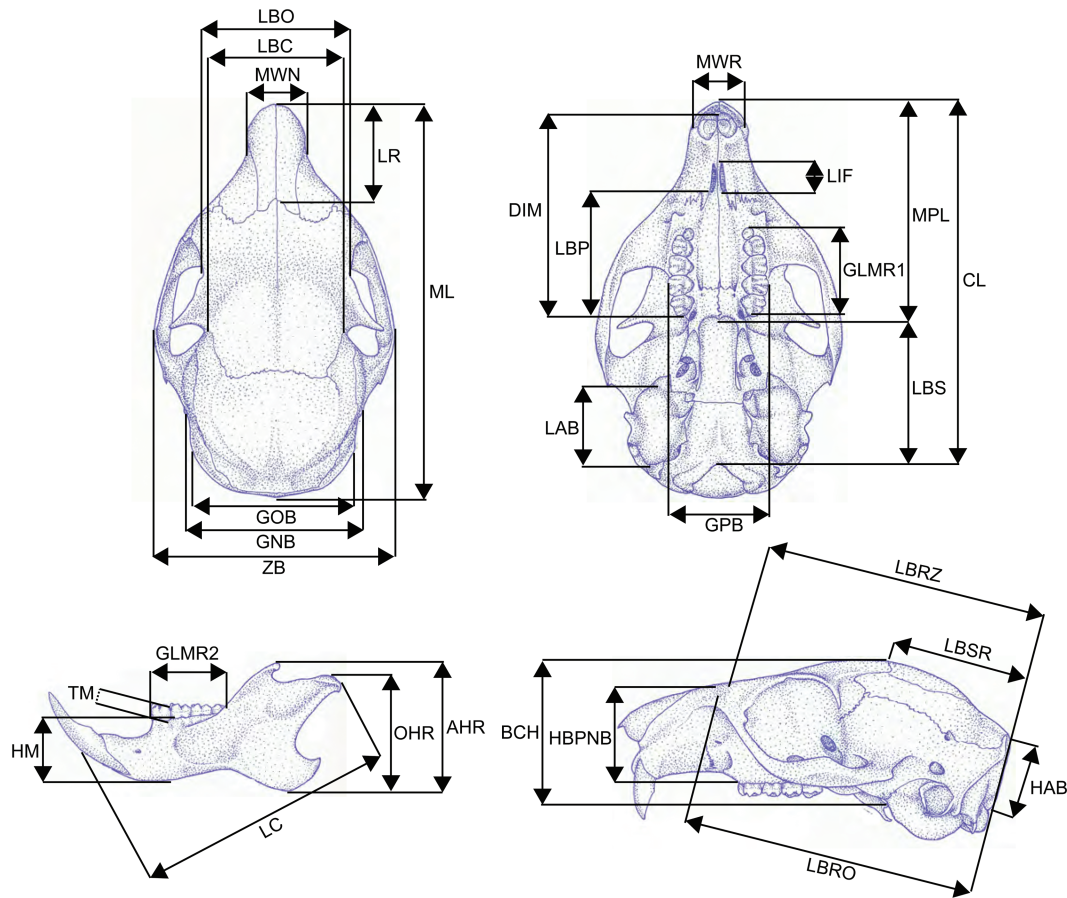 LBO
LBC
MWN
LR
ML
GOB
GNB
ZB
MWR
LIF
DIM
LBP
GLMR1
MPL
CL
LBS
LAB
GPB
GLMR2
TM
HM
OHR
AHR
LC
LBRZ
LBSR
BCH
HBPNB
HAB
LBRO